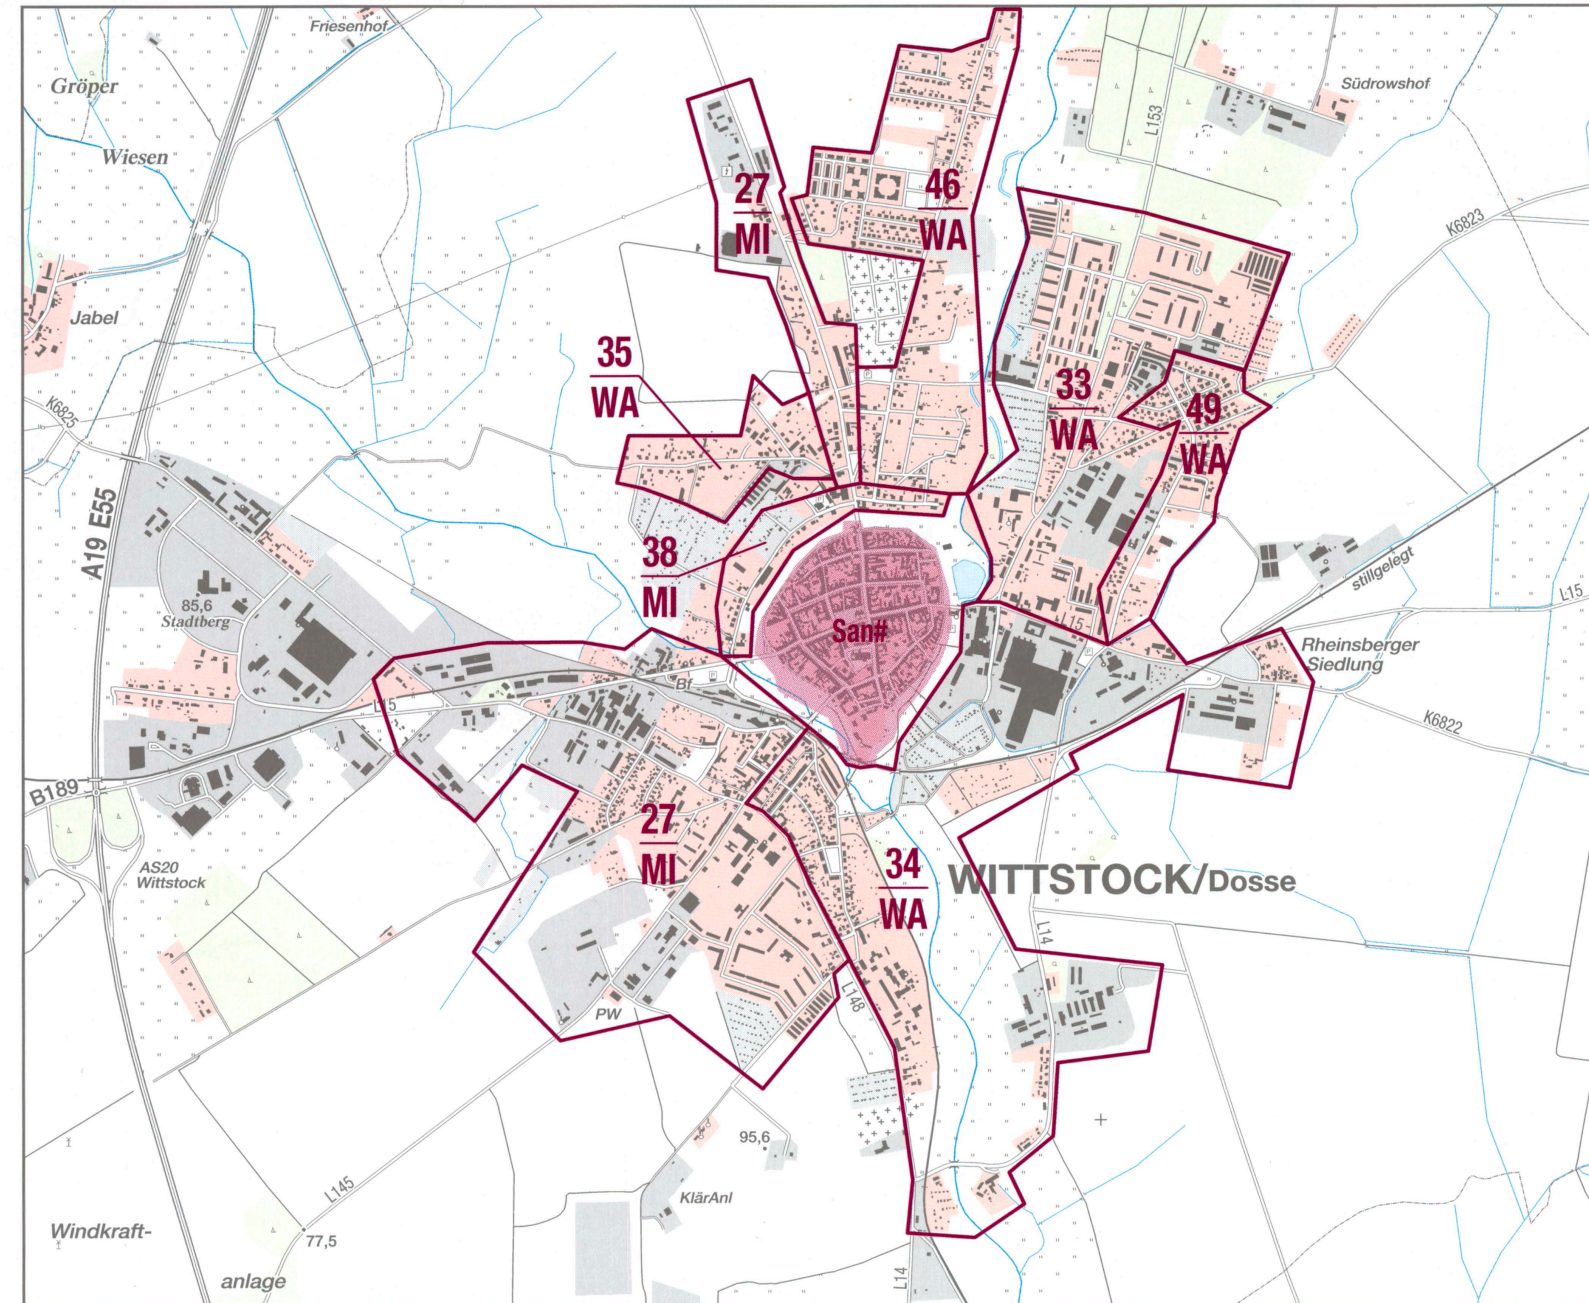 Friesenhof
Gröper
Wiesen
Südrowshof
L153
27
MI
46
WA
K6823
Jabel
35
WA
33
WA
49
WA
K6825
A19 E55
38
MI
stillgelegt
L15
85,6
Stadtberg
San#
L15
Rheinsberger
Siedlung
Bf
L15
K6822
B189
27
MI
AS20
Wittstock
34
WA
WITTSTOCK/Dosse
L14
L148
PW
95,6
KlärAnl
L145
77,5
Windkraft-
anlage
L14